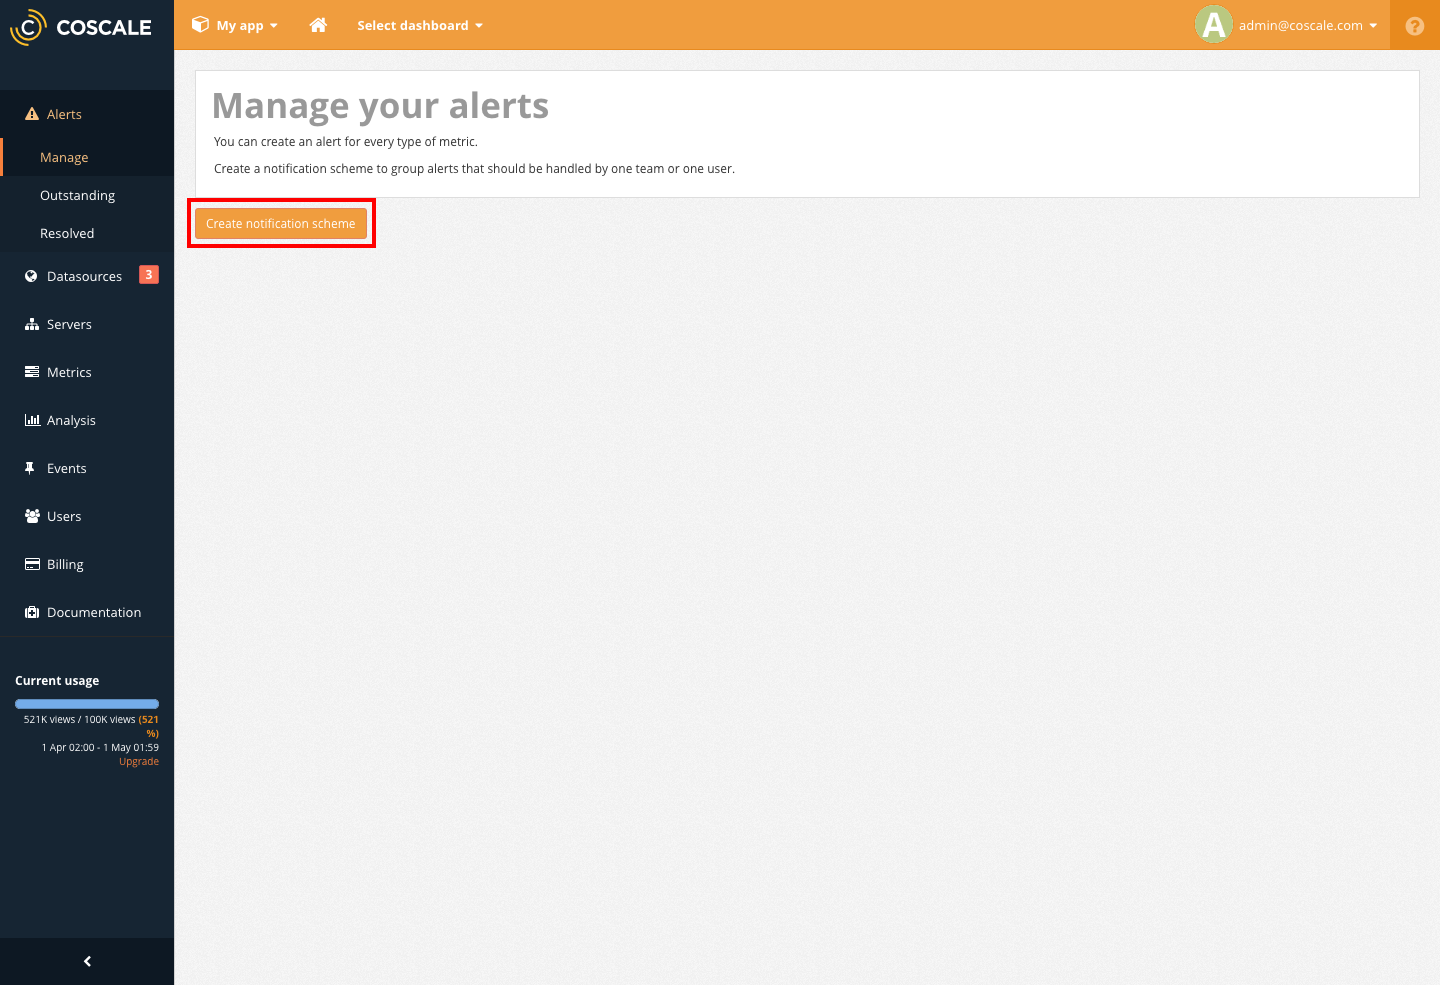 COSCALE
My app
Select dashboard
A
admin@coscale.com
?
Alerts
Manage
Outstanding
Resolved
Datasources 3
Servers
Metrics
Analysis
Events
Users
Billing
Documentation
Current usage
521K views / 100K views (521
%)
1 Apr 02:00 - 1 May 01:59
Upgrade
Manage your alerts
You can create an alert for every type of metric.
Create a notification scheme to group alerts that should be handled by one team or one user.
Create notification scheme